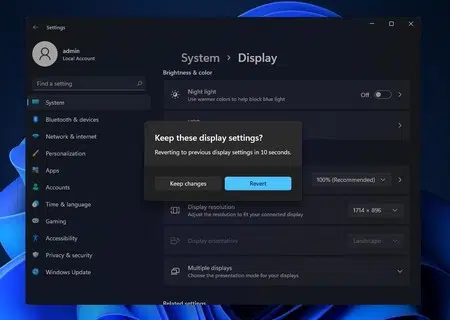 Settings
admin
Local Account
Find a setting
System
Bluetooth & devices
Network & internet
Personalization
Apps
Accounts
Time & language
Gaming
Accessibility
Privacy & security
Windows Update
System > Display
Brightness & color
Night light
Use warmer colors to help block blue light
Off
Keep these display settings?
Reverting to previous display settings in 10 seconds.
Keep changes
Revert
100% (Recommended)
Display resolution
Adjust the resolution to fit your connected display
1714 × 896
Display orientation
Landscape
Multiple displays
Choose the presentation mode for your displays
Related settings